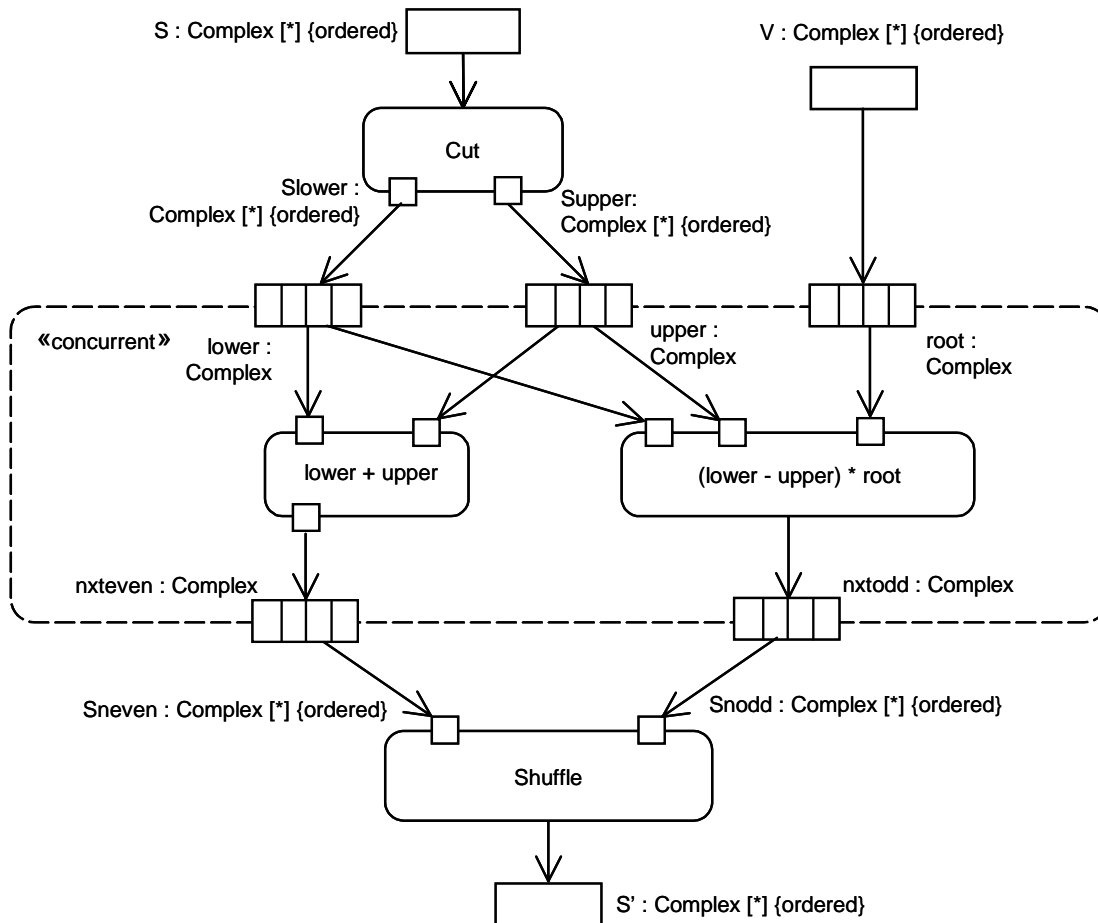 S : Complex [*] {ordered}
V : Complex [*] {ordered}
Cut
Slower :
Complex [*] {ordered}
Supper:
Complex [*] {ordered}
«concurrent»
lower :
Complex
upper :
Complex
root :
Complex
lower + upper
(lower - upper) * root
nxteven : Complex
nxtodd : Complex
Sneven : Complex [*] {ordered}
Snodd : Complex [*] {ordered}
Shuffle
S’ : Complex [*] {ordered}